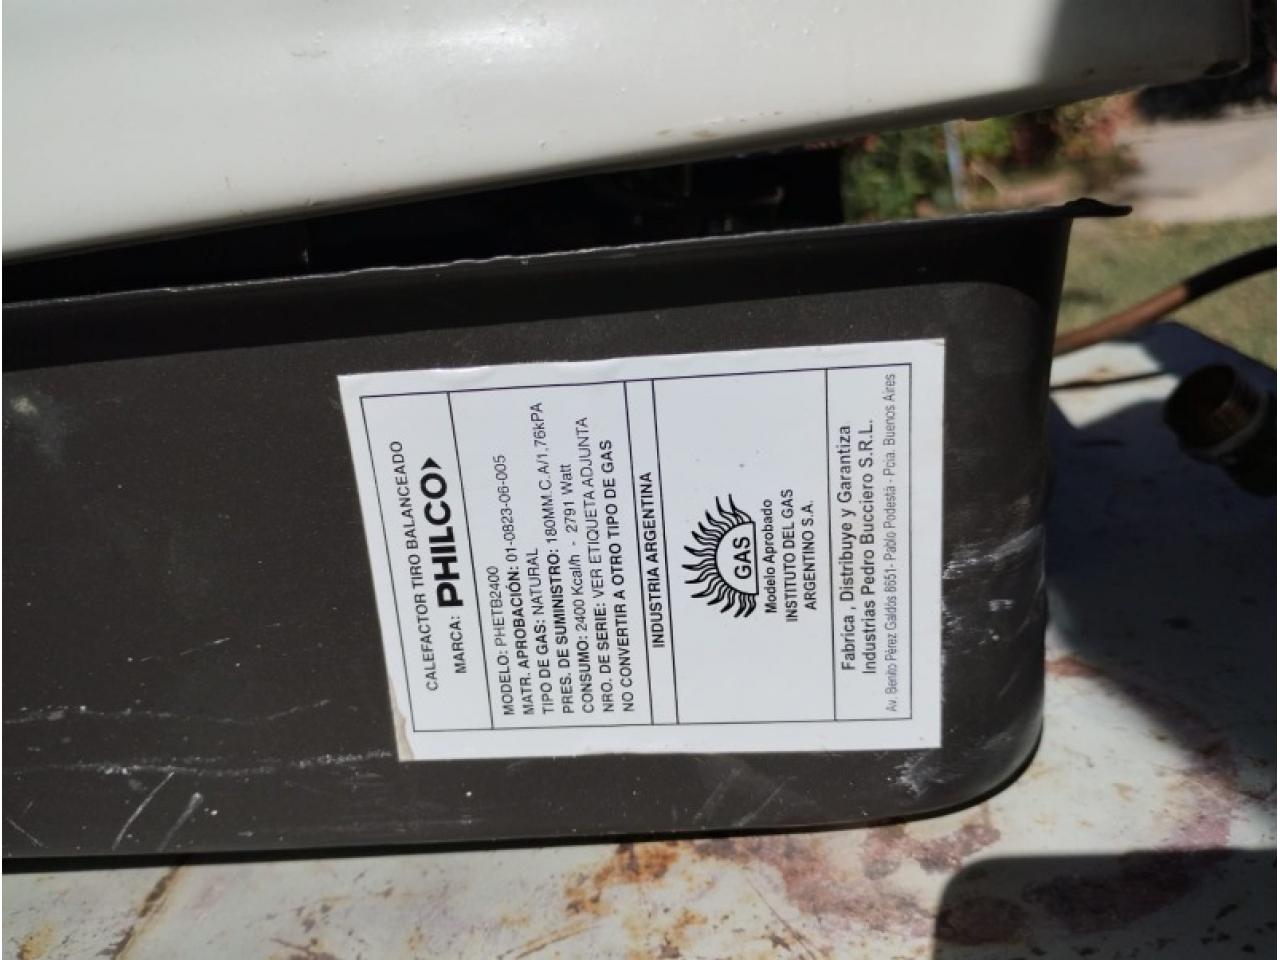 CALEFACTOR TIRO BALANCEADO
MARCA: PHILCO
MODELO: PHETB2400
MATR. APROBACIÓN: 01-0823-06-005
TIPO DE GAS: NATURAL
PRES. DE SUMINISTRO: 180MM.C.A/1,76kPA
CONSUMO: 2400 Kcal/h - 2791 Watt
NRO. DE SERIE: VER ETIQUETA ADJUNTA
NO CONVERTIR A OTRO TIPO DE GAS
INDUSTRIA ARGENTINA
GAS
Modelo Aprobado
INSTITUTO DEL GAS
ARGENTINO S.A.
Fabrica , Distribuye y Garantiza
Industrias Pedro Bucciero S.R.L.
Av. Benito Pérez Galdós 8651- Pablo Podestá - Pcia. Buenos Aires